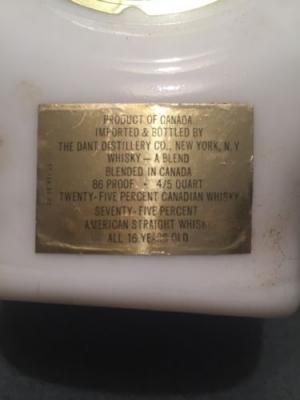 PRODUCT OF CANADA
IMPORTED & BOTTLED BY
THE DANT DISTILLERY CO., NEW YORK, N.Y
WHISKY — A BLEND
BLENDED IN CANADA
86 PROOF • 4/5 QUART
TWENTY-FIVE PERCENT CANADIAN WHISKY
SEVENTY-FIVE PERCENT
AMERICAN STRAIGHT WHISK
ALL 16 YEARS OLD